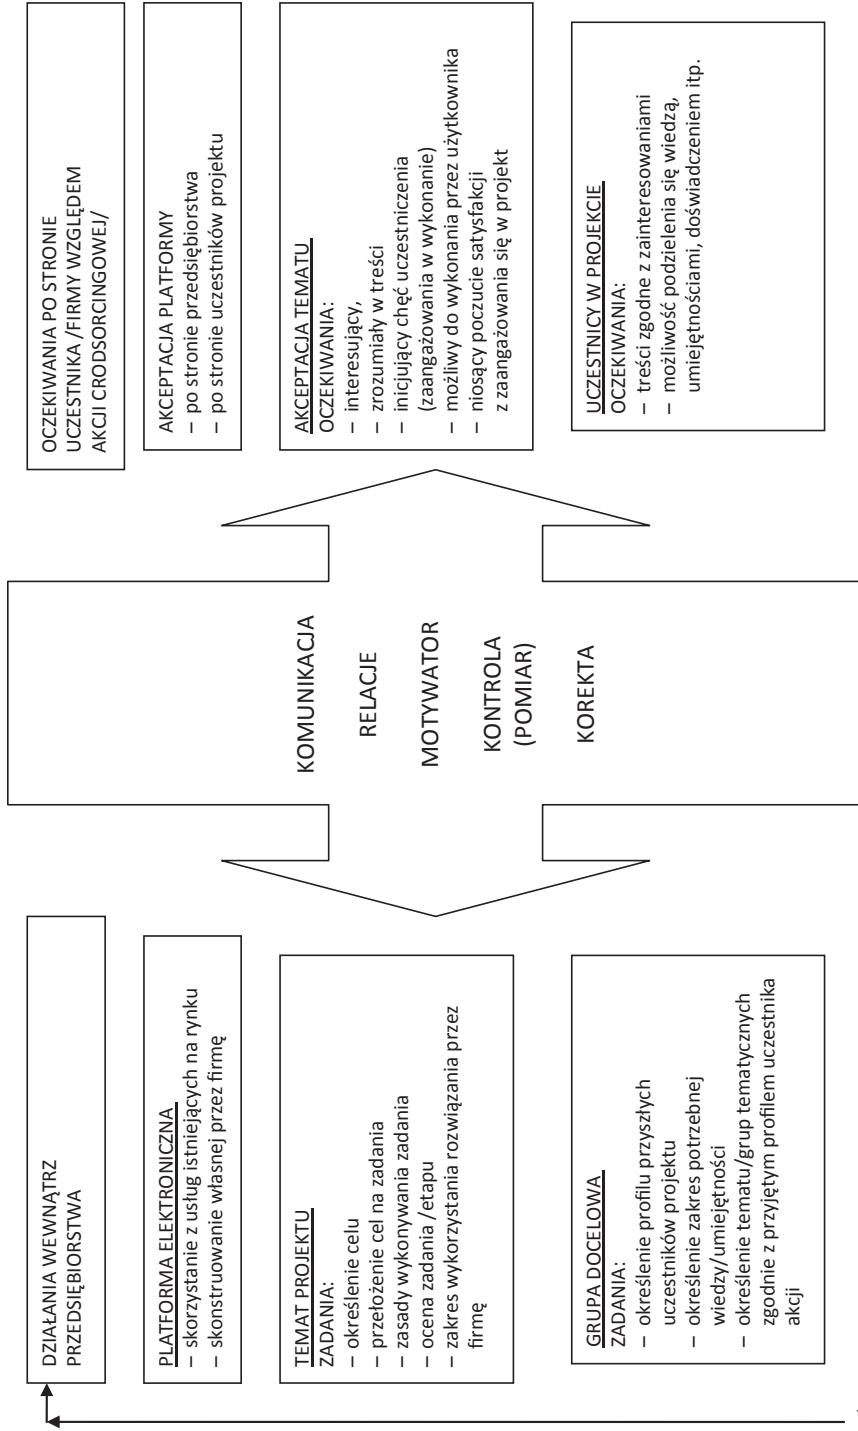 DZIAŁANIA WEWNĄTRZ
PRZEDSIĘBIORSTWA
PLATFORMA ELEKTRONICZNA
– skorzystanie z usług istniejących na rynku
– skonstruowanie własnej przez firmę
TEMAT PROJEKTU
ZADANIA:
– określenie celu
– przełożenie cel na zadania
– zasady wykonywania zadania
– ocena zadania /etapu
– zakres wykorzystania rozwiązania przez
firmę
GRUPA DOCELOWA
ZADANIA:
– określenie profilu przyszłych
uczestników projektu
– określenie zakres potrzebnej
wiedzy/umiejętności
– określenie tematu/grup tematycznych
zgodnie z przyjętym profilem uczestnika
akcji
KOMUNIKACJA
RELACJE
MOTYWATOR
KONTROLA
(POMIAR)
KOREKTA
OCZEKIWANIA PO STRONIE
UCZESTNIKA /FIRMY WZGLĘDEM
AKCJI CRODSORCINGOWEJ/
AKCEPTACJA PLATFORMY
– po stronie przedsiębiorstwa
– po stronie uczestników projektu
AKCEPTACJA TEMATU
OCZEKIWANIA:
– interesujący,
– zrozumiały w treści
– inicjujący chęć uczestniczenia
(zaangażowania w wykonanie)
– możliwy do wykonania przez użytkownika
– niosący poczucie satysfakcji
z zaangażowania się w projekt
UCZESTNICY W PROJEKCIE
OCZEKIWANIA:
– treści zgodne z zainteresowaniami
– możliwość podzielenia się wiedzą,
umiejętnościami, doświadczeniem itp.